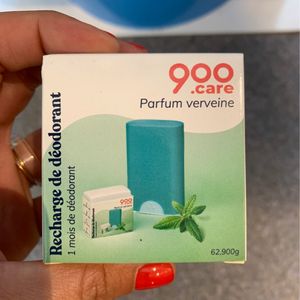 900
.care
Parfum verveine
Recharge de déodorant
1 mois de déodorant
62.900g